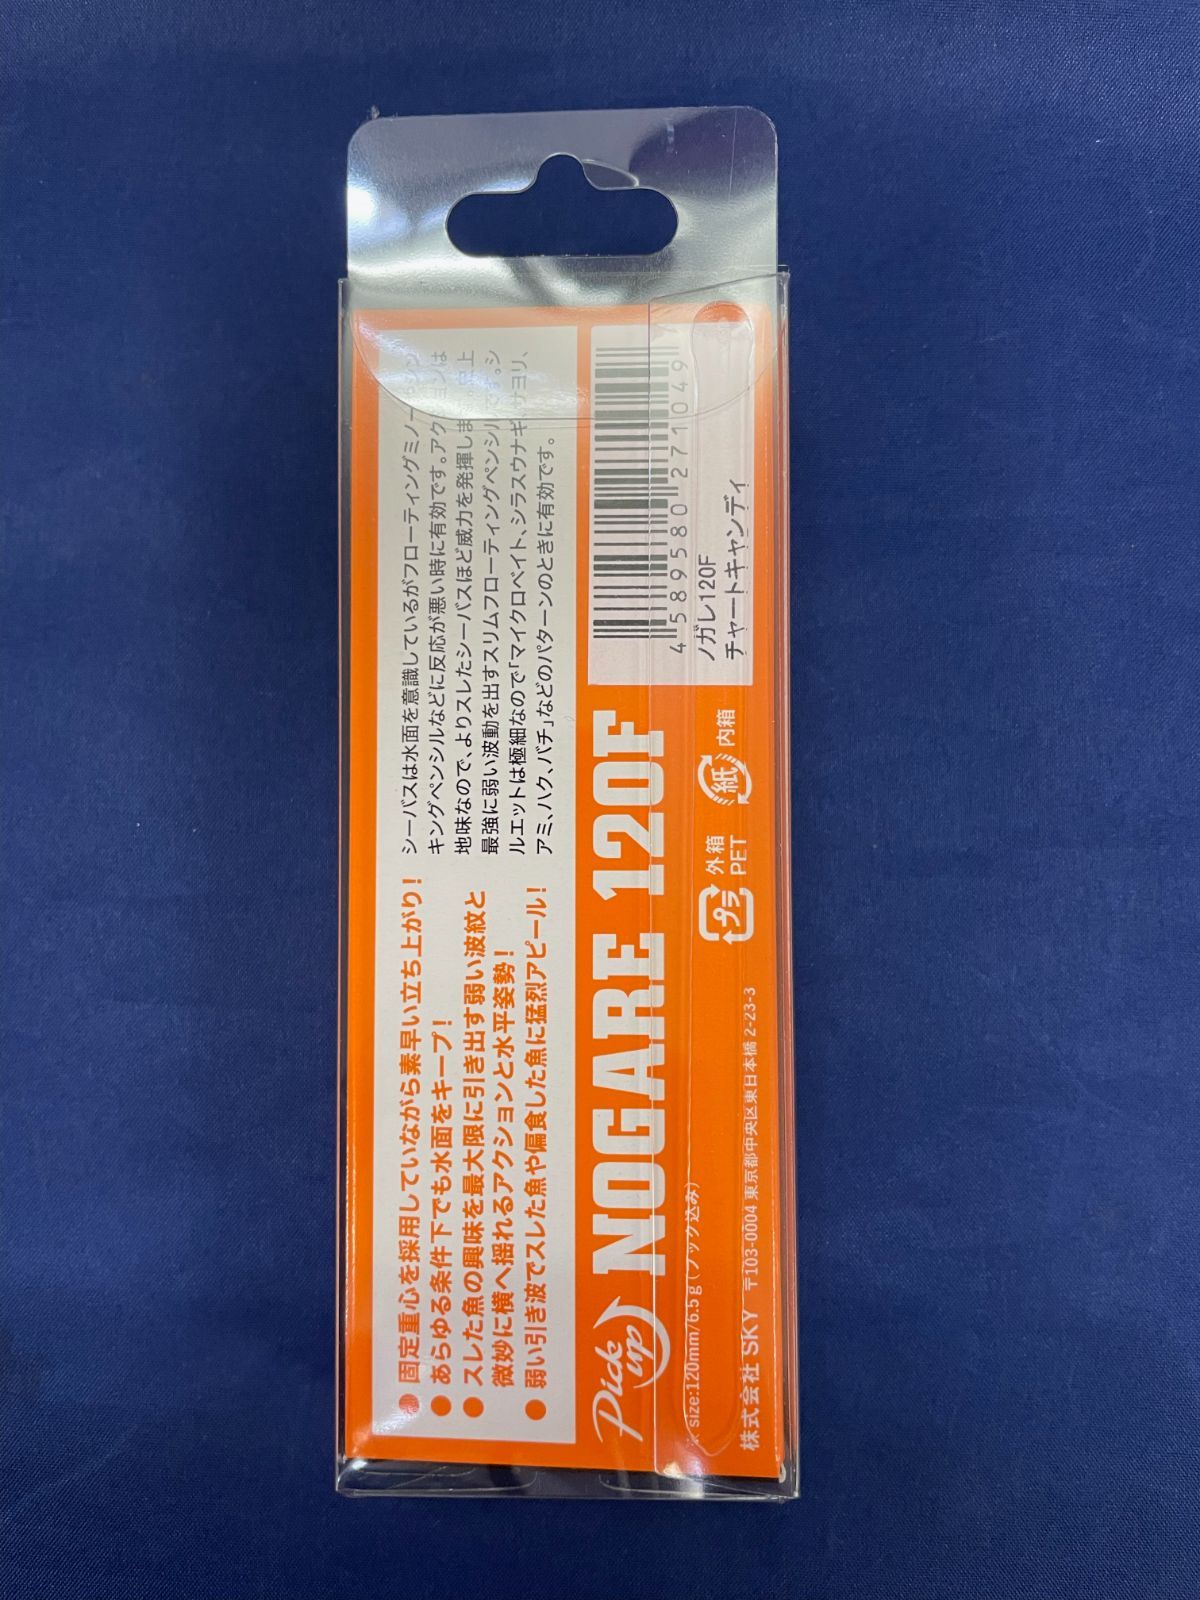 ● 固定重心を採用していながら素早い立ち上がり!
● あらゆる条件下でも水面をキープ!
● スレた魚の興味を最大限に引き出す弱い波紋と
微妙に横へ揺れるアクションと水平姿勢!
● 弱い引き波でスレた魚や偏食した魚に猛烈アピール!
シーバスは水面を意識しているがフローティングミノー
キングペンシルなどに反応が悪い時に有効です。アクションは
地味なので、よりスレたシーバスほど威力を発揮しま
最強に弱い波動を出すスリムフローティングペンシルです。シ
ルエットは極細なので「マイクロベイト、シラスウナギ、サヨリ、
アミ、ハク、バチ」などのパターンのときに有効です。
Pick up NOGARE 120F
size:120mm/6.5g(フック込み)
株式会社 SKY 〒103-0004 東京都中央区東日本橋 2-23-3
プラ 外箱 PET
紙 内箱
4 589580 271049
ノガレ120F
チャートキャンディ